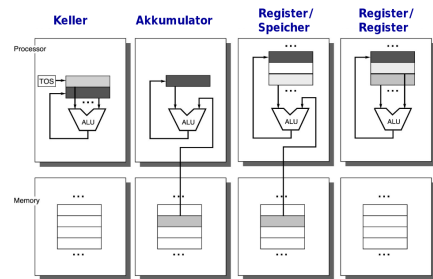 Keller
Akkumulator
Register/
Speicher
Register/
Register
Processor
TOS
...
ALU
ALU
...
...
ALU
...
...
ALU
Memory
...
...
...
...
...
...
...
...